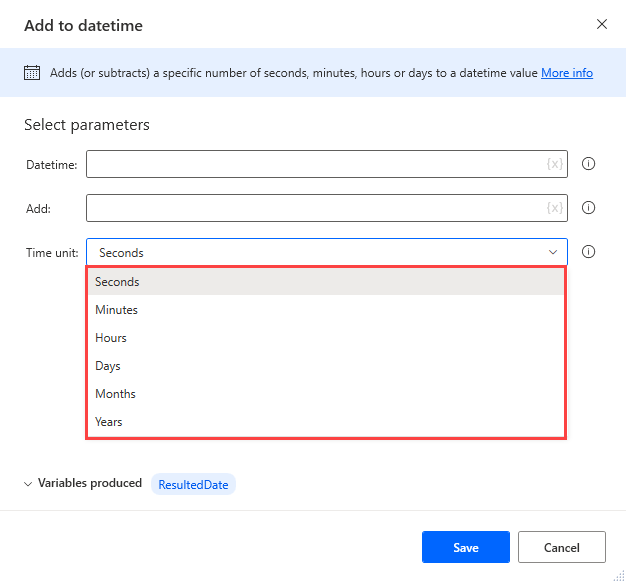 Add to datetime
Adds (or subtracts) a specific number of seconds, minutes, hours or days to a datetime value More info
Select parameters
Datetime: {x}
Add: {x}
Time unit: Seconds
Seconds
Minutes
Hours
Days
Months
Years
Variables produced ResultedDate
Save Cancel